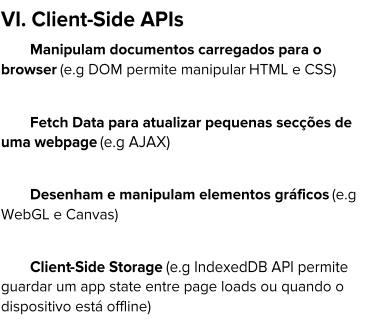 VI. Client-Side APIs
Manipulam documentos carregados para o
browser (e.g DOM permite manipular HTML e CSS)
Fetch Data para atualizar pequenas secções de
uma webpage (e.g AJAX)
Desenham e manipulam elementos gráficos (e.g
WebGL e Canvas)
Client-Side Storage (e.g IndexedDB API permite
guardar um app state entre page loads ou quando o
dispositivo está offline)